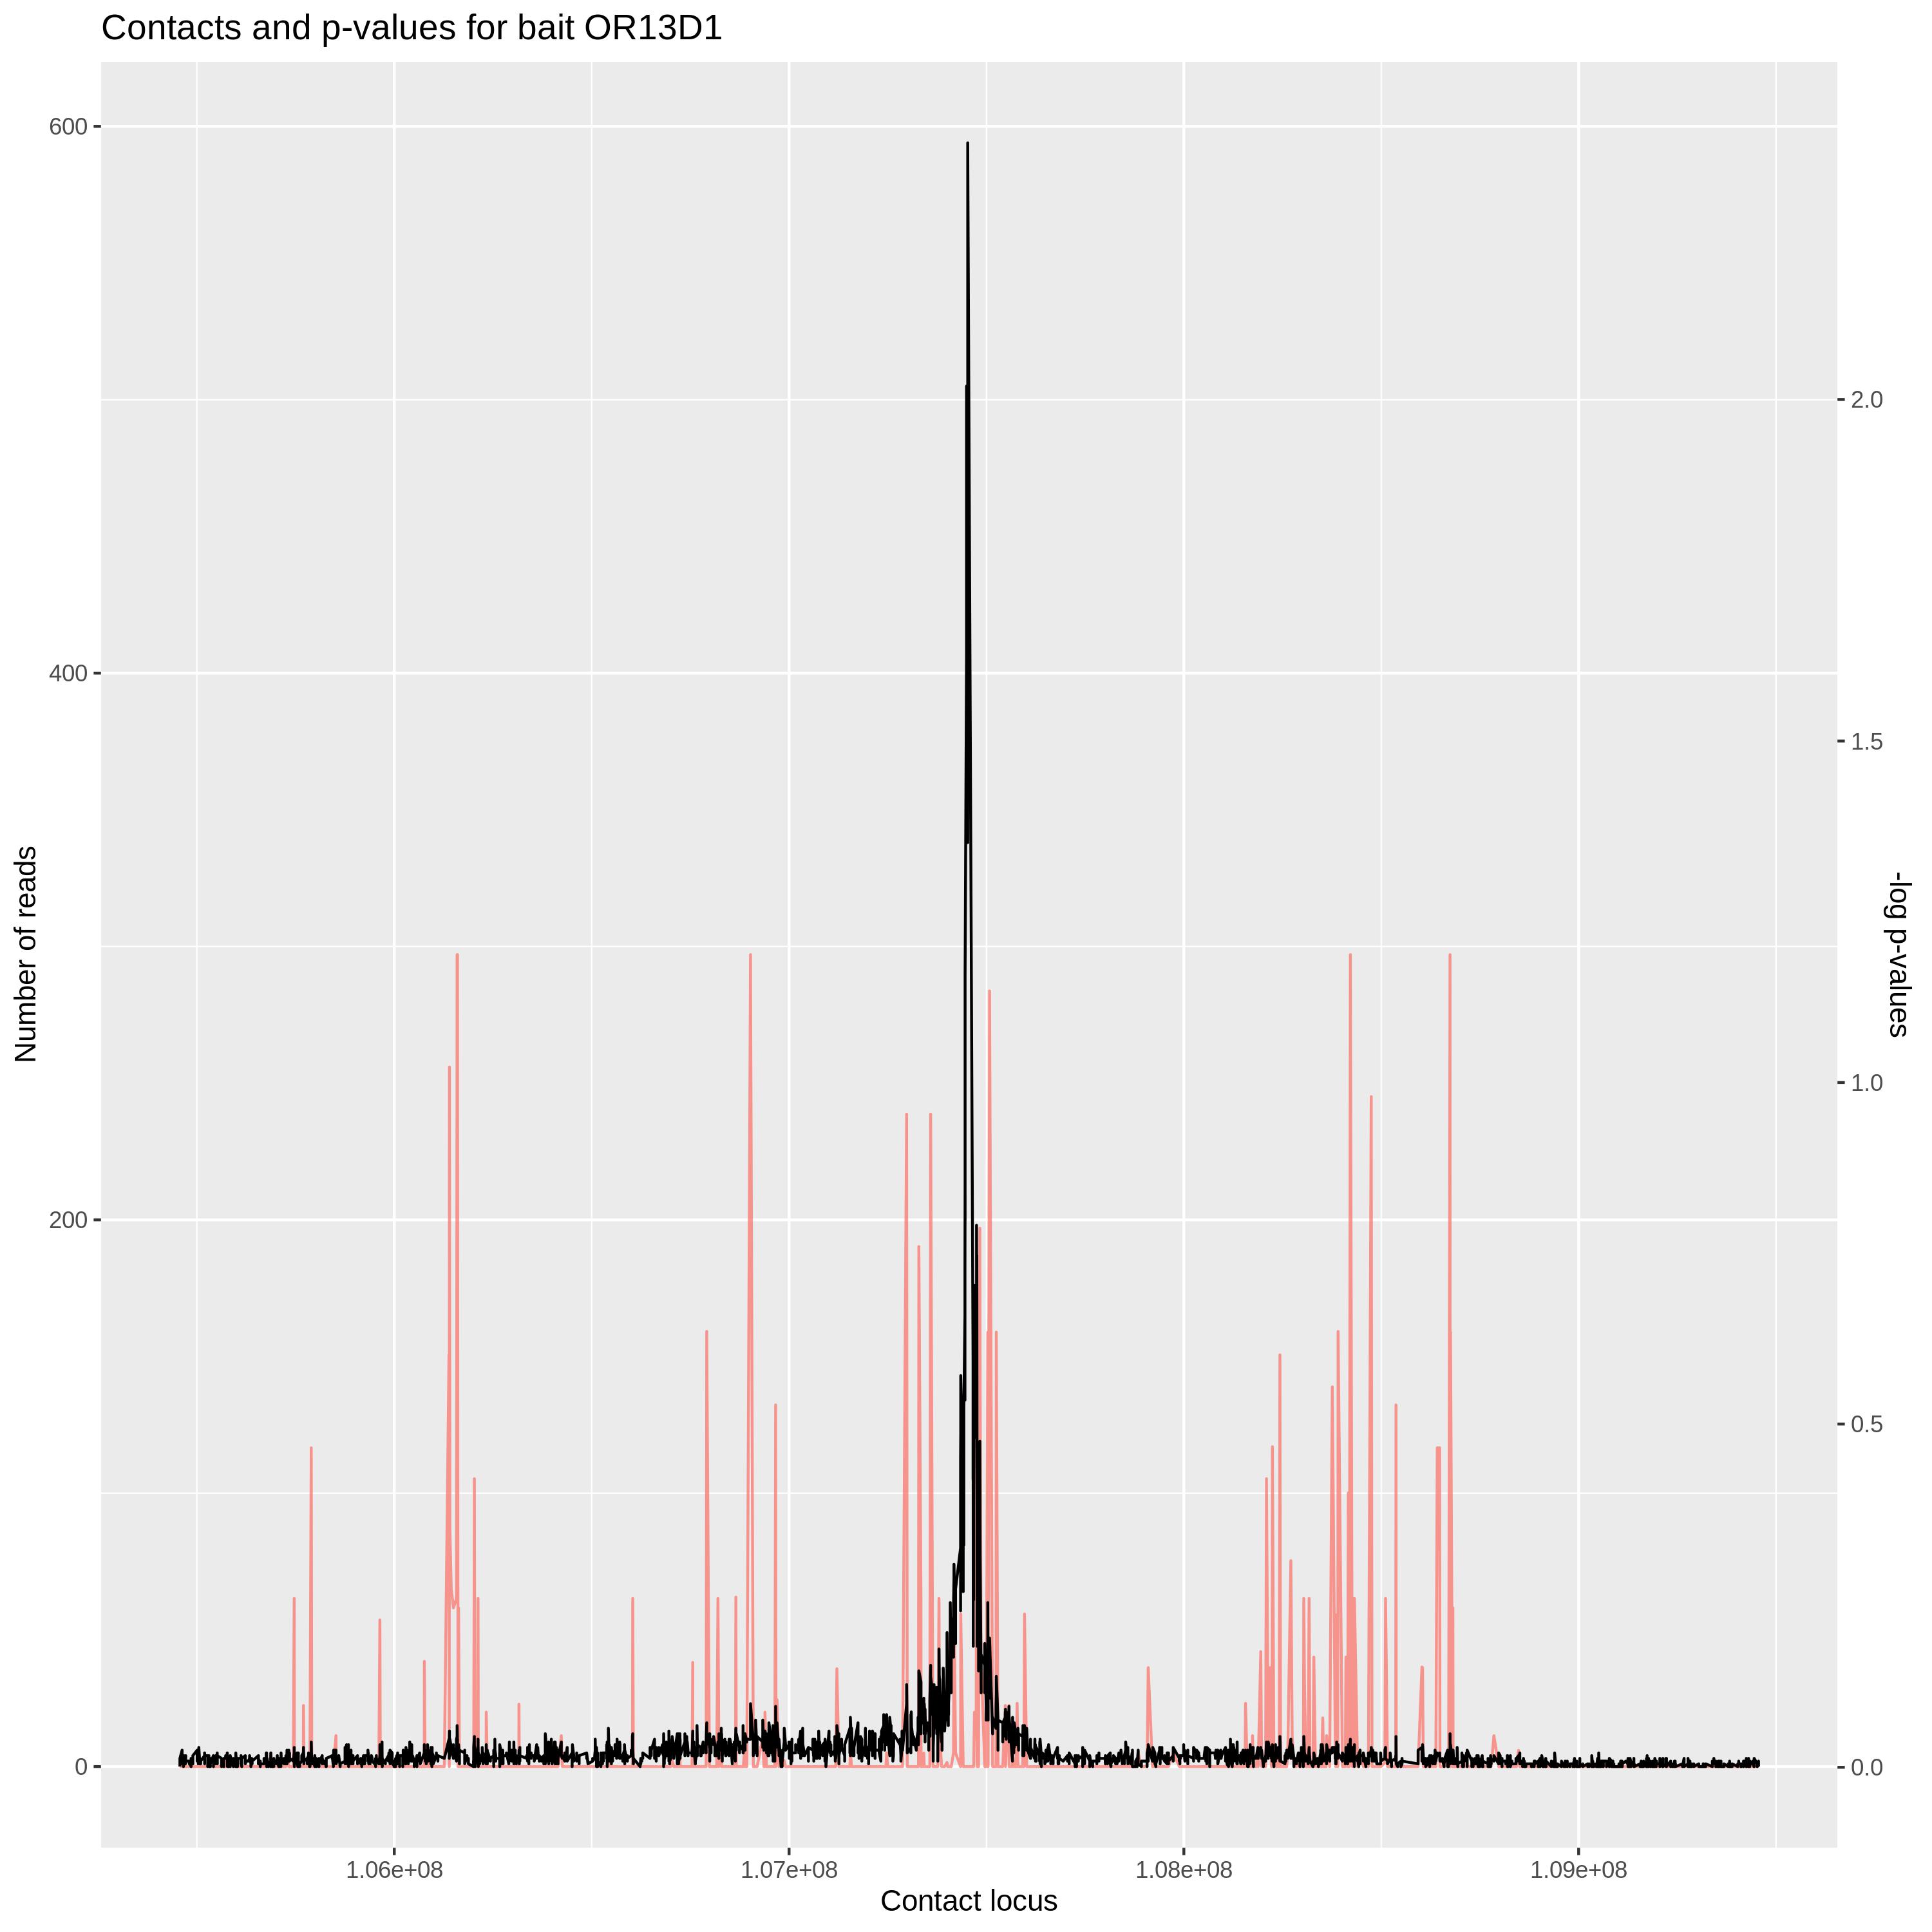 Contacts and p-values for bait OR13D1
600
400
200
0
Number of reads
2.0
1.5
1.0
0.5
0.0
-log p-values
1.06e+08
1.07e+08
1.08e+08
1.09e+08
Contact locus